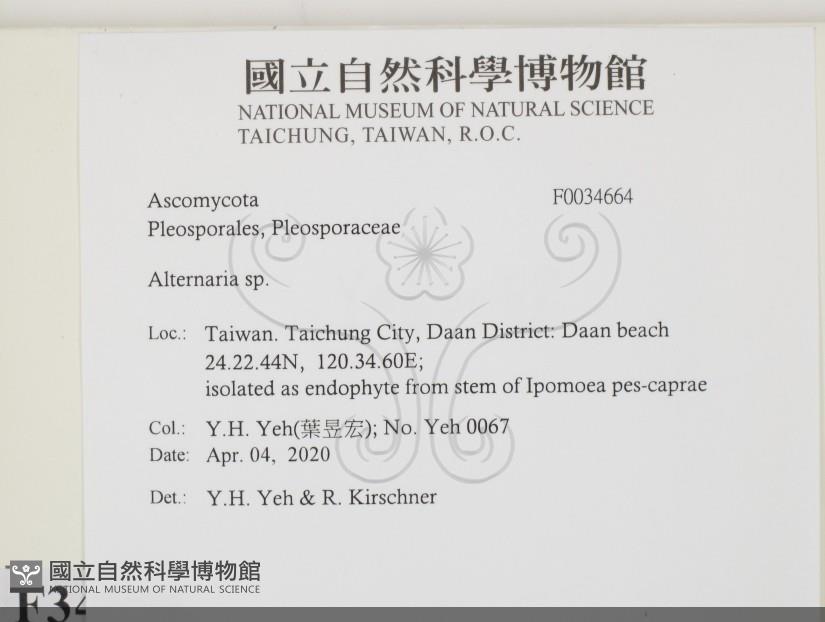 國立自然科學博物館
NATIONAL MUSEUM OF NATURAL SCIENCE
TAICHUNG, TAIWAN, R.O.C.
Ascomycota F0034664
Pleosporales, Pleosporaceae
Alternaria sp.
Loc.: Taiwan. Taichung City, Daan District: Daan beach
24.22.44N, 120.34.60E;
isolated as endophyte from stem of Ipomoea pes-caprae
Col.: Y.H. Yeh(葉昱宏); No. Yeh 0067
Date: Apr. 04, 2020
Det.: Y.H. Yeh & R. Kirschner
國立自然科學博物館
NATIONAL MUSEUM OF NATURAL SCIENCE
F34